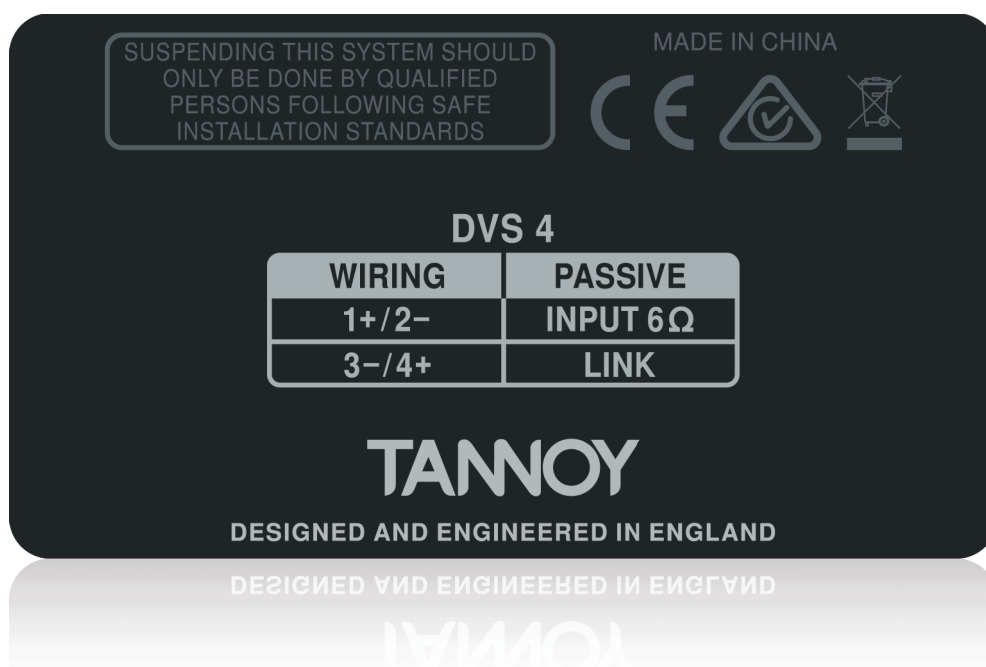 SUSPENDING THIS SYSTEM SHOULD
ONLY BE DONE BY QUALIFIED
PERSONS FOLLOWING SAFE
INSTALLATION STANDARDS
MADE IN CHINA
CE
DVS 4
WIRING PASSIVE
1+/2− INPUT 6Ω
3−/4+ LINK
TANNOY
DESIGNED AND ENGINEERED IN ENGLAND